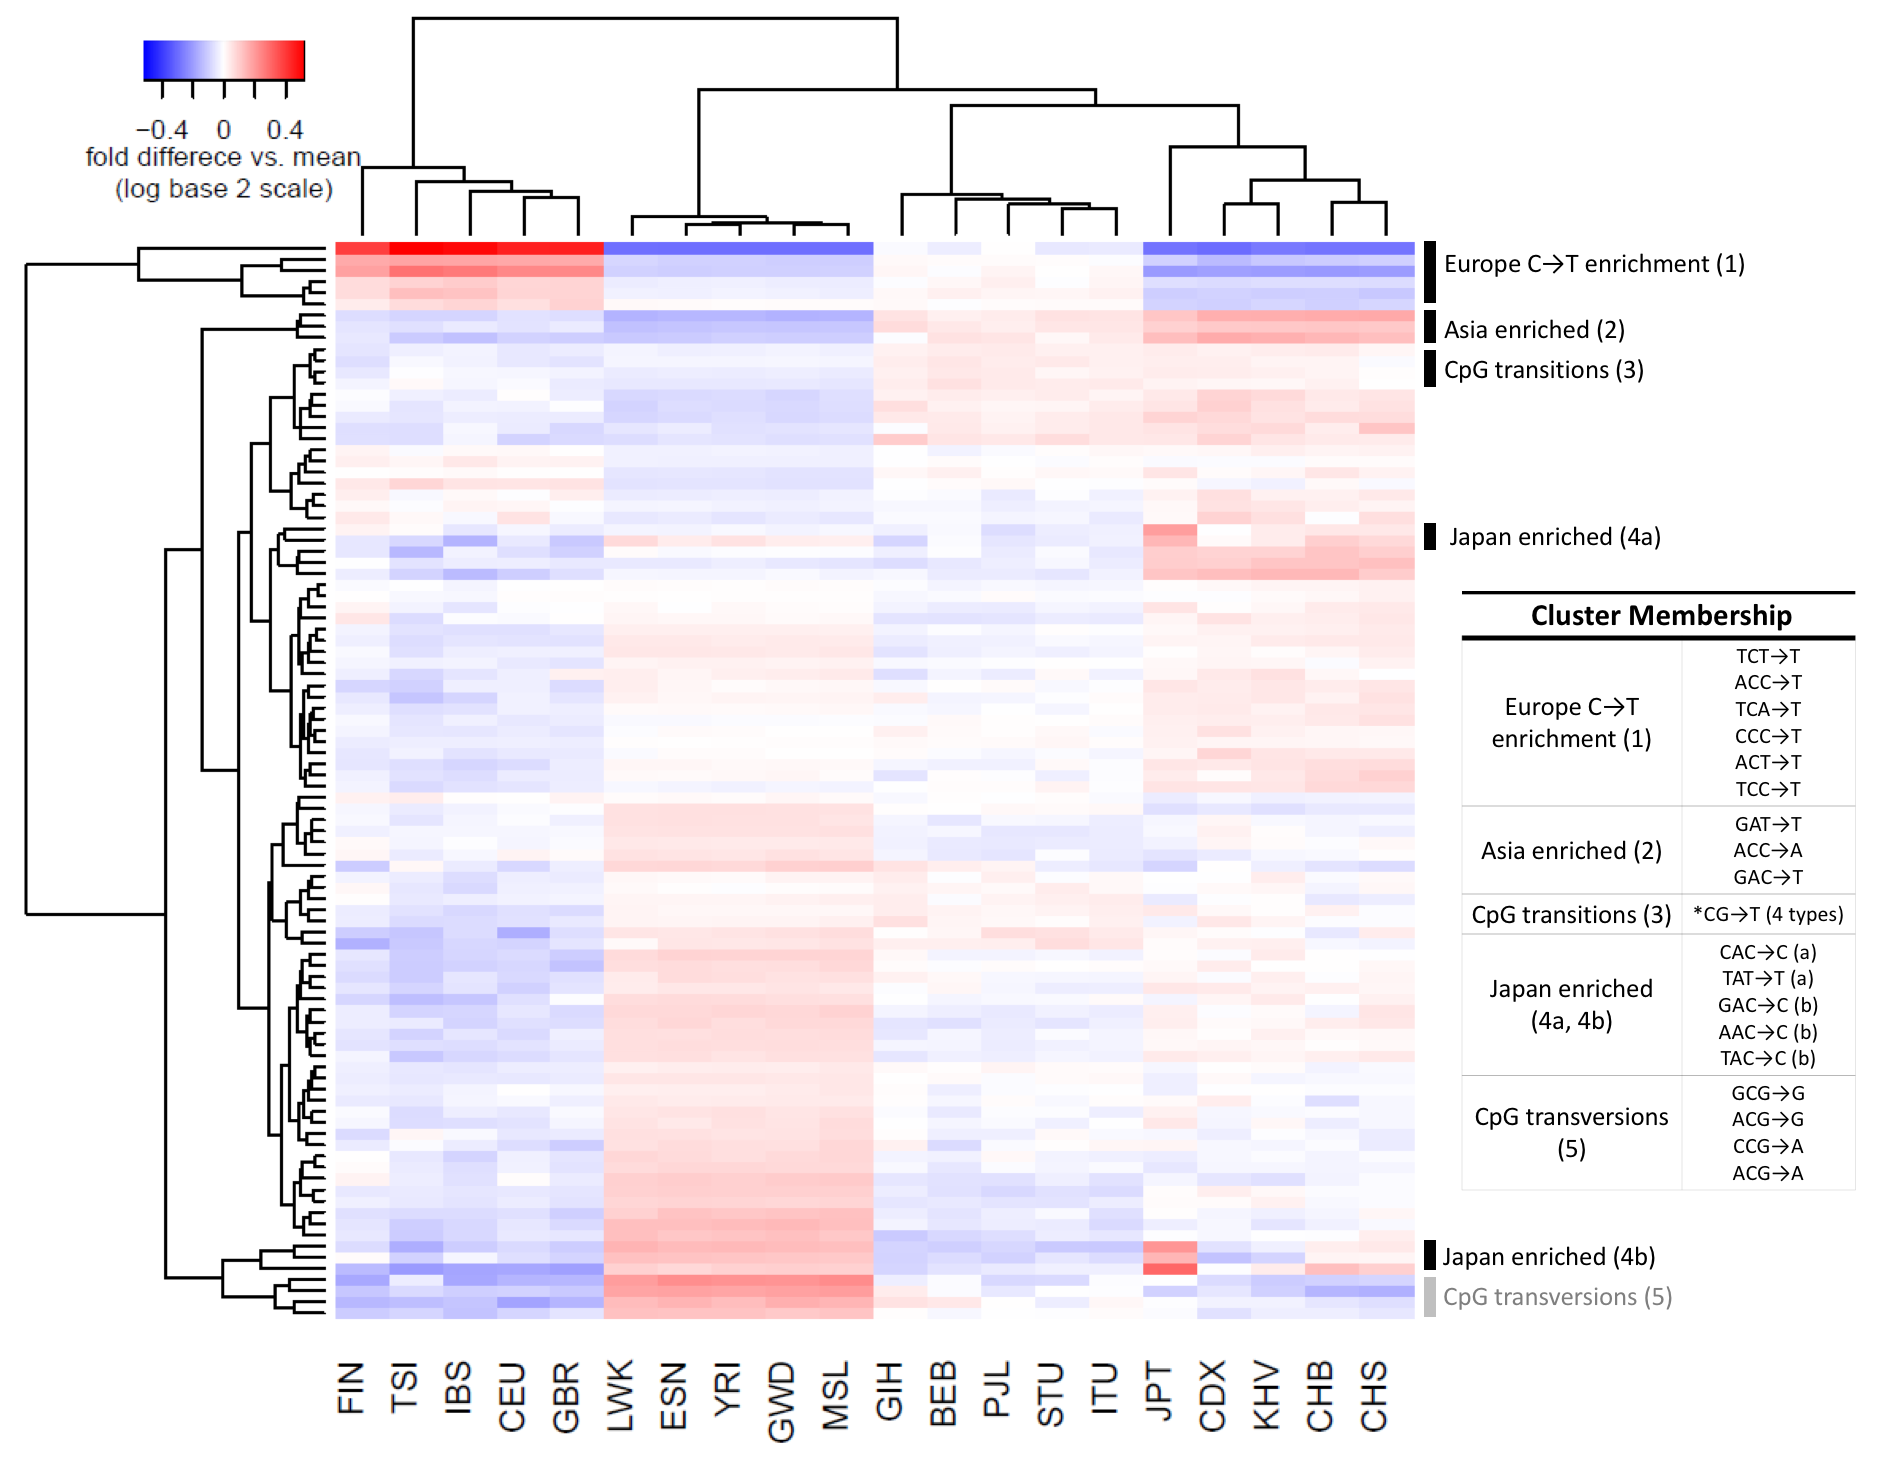 −0.4 0 0.4
fold differece vs. mean
(log base 2 scale)
Europe C→T enrichment (1)
Asia enriched (2)
CpG transitions (3)
Japan enriched (4a)
Cluster Membership
Europe C→T
enrichment (1)
TCT→T
ACC→T
TCA→T
CCC→T
ACT→T
TCC→T
Asia enriched (2)
GAT→T
ACC→A
GAC→T
CpG transitions (3)
*CG→T (4 types)
Japan enriched
(4a, 4b)
CAC→C (a)
TAT→T (a)
GAC→C (b)
AAC→C (b)
TAC→C (b)
CpG transversions
(5)
GCG→G
ACG→G
CCG→A
ACG→A
Japan enriched (4b)
CpG transversions (5)
FIN
TSI
IBS
CEU
GBR
LWK
ESN
YRI
GWD
MSL
GIH
BEB
PJL
STU
ITU
JPT
CDX
KHV
CHB
CHS